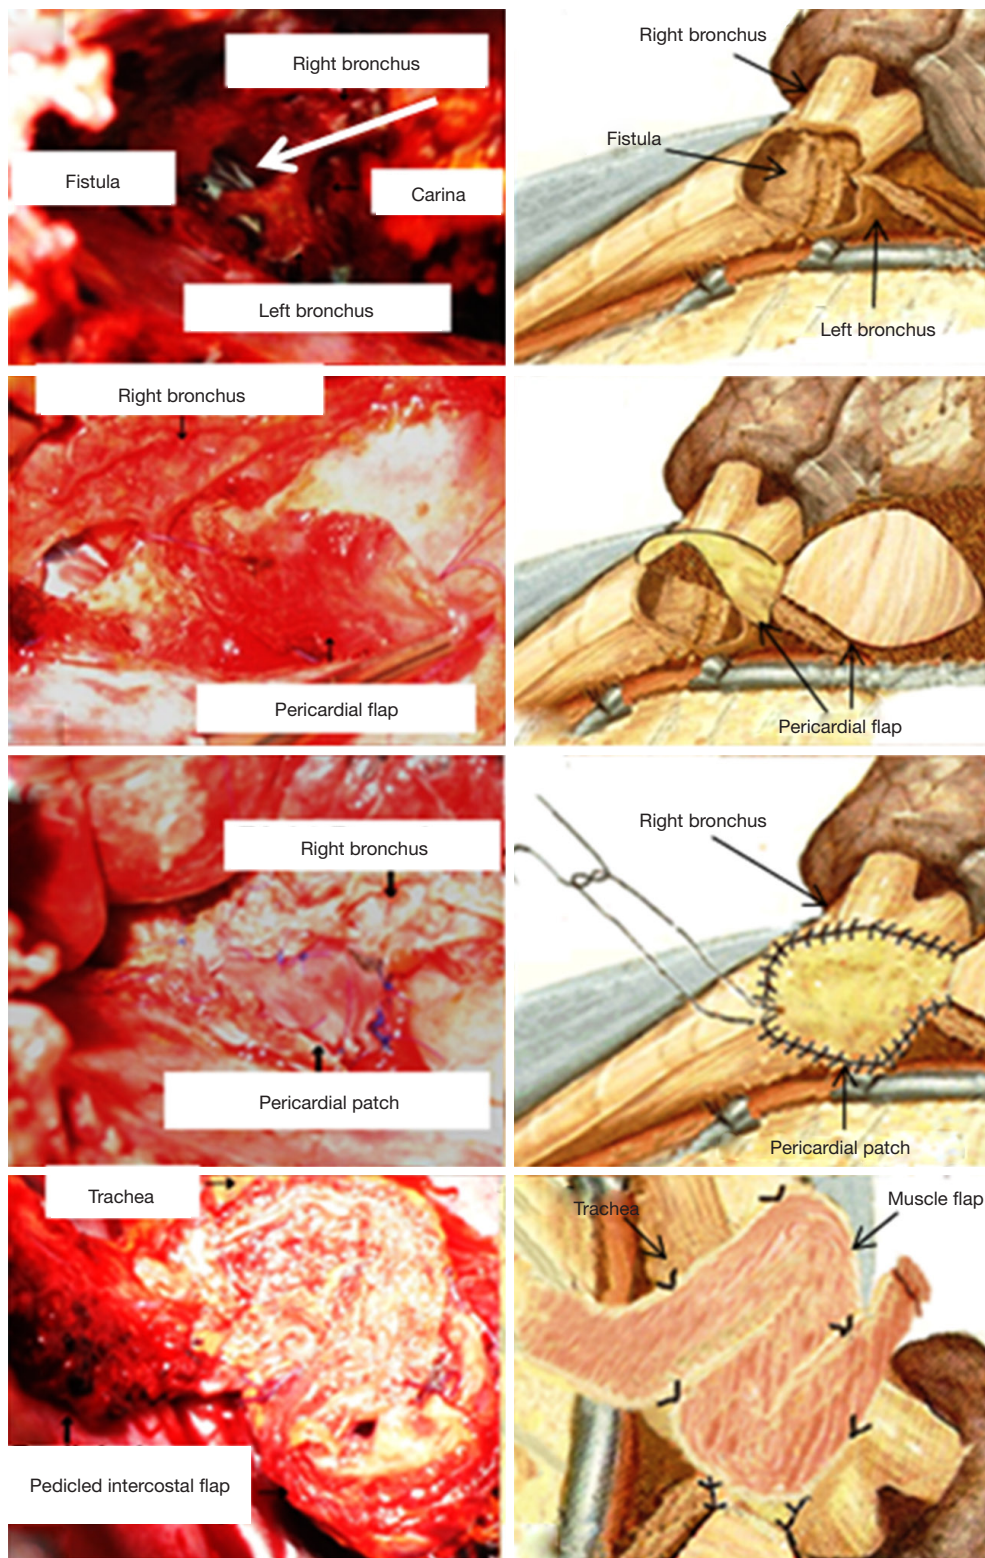 Right bronchus
Fistula
Carina
Left bronchus
Right bronchus
Fistula
Left bronchus
Right bronchus
Pericardial flap
Pericardial flap
Right bronchus
Pericardial patch
Right bronchus
Pericardial patch
Trachea
Pedicled intercostal flap
Trachea
Muscle flap